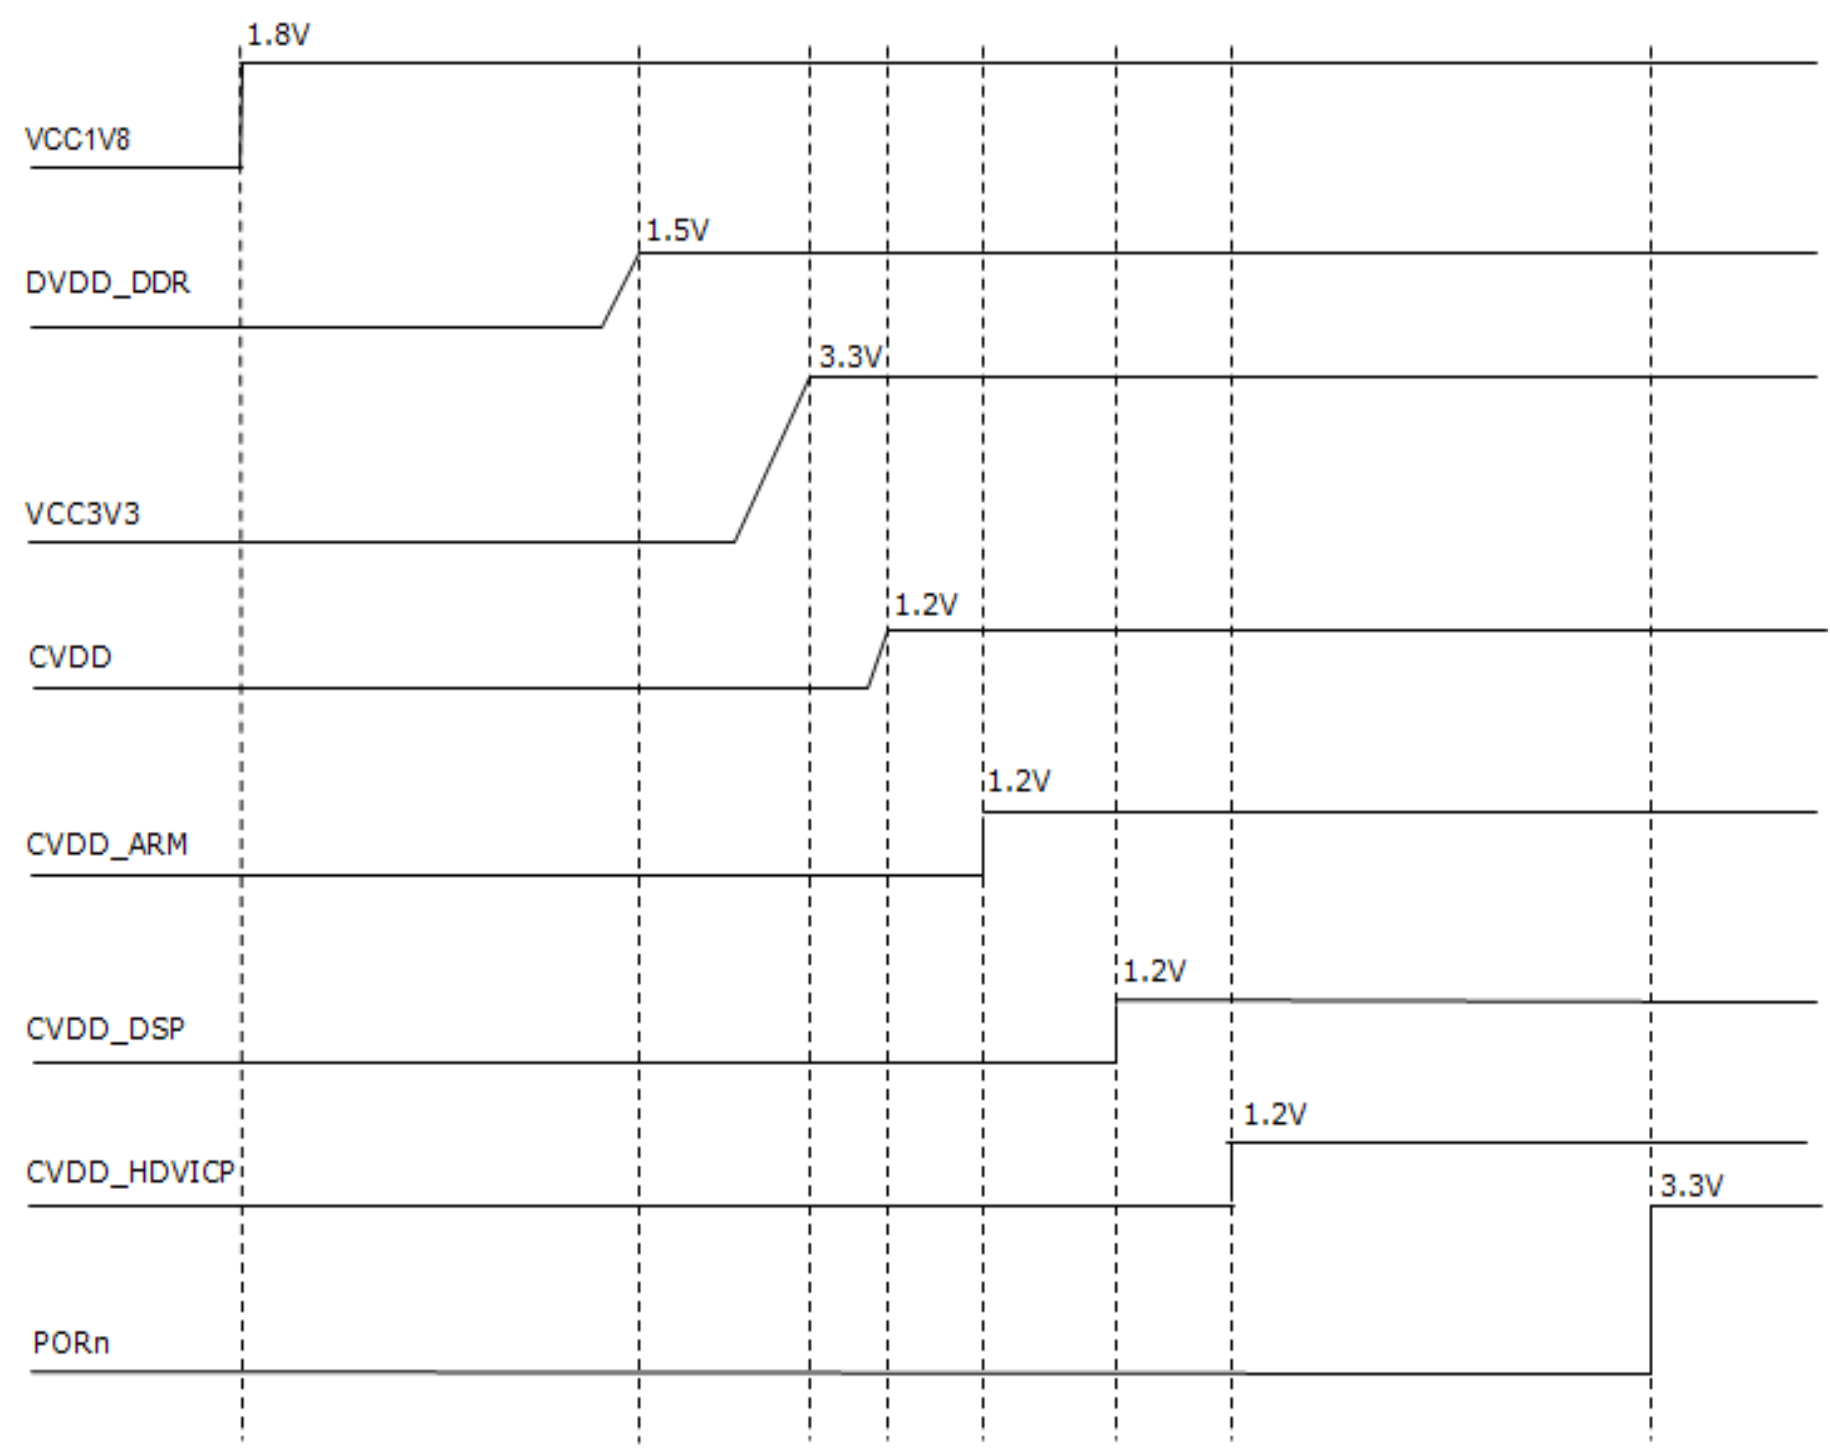 1.8V
VCC1V8
1.5V
DVDD_DDR
3.3V
VCC3V3
1.2V
CVDD
1.2V
CVDD_ARM
1.2V
CVDD_DSP
1.2V
CVDD_HDVICP
3.3V
PORn